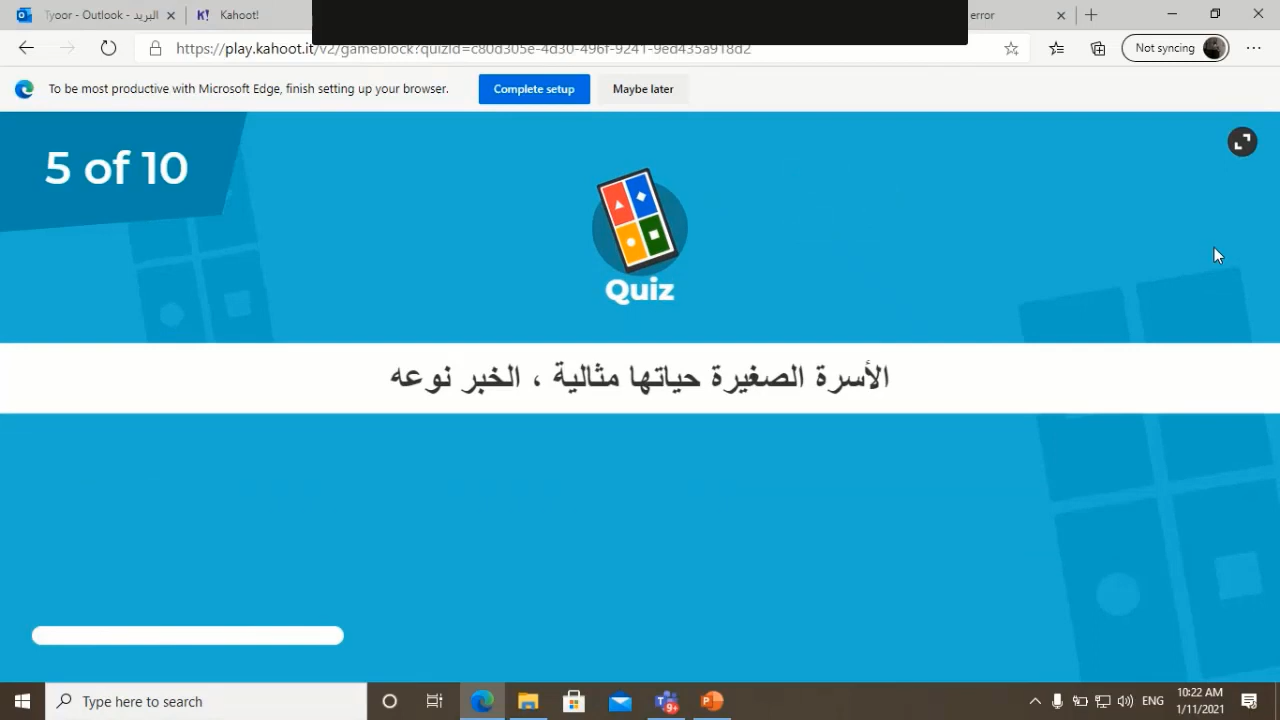 Tyoor - Outlook - البريد
Kahoot!
error
https://play.kahoot.it/v2/gameblock?quizId=c80d305e-4d30-496f-9241-9ed435a918d2
Not syncing
To be most productive with Microsoft Edge, finish setting up your browser.
Complete setup
Maybe later
5 of 10
Quiz
الأسرة الصغيرة حياتها مثالية ، الخبر نوعه
Type here to search
9+
ENG
10:22 AM
1/11/2021